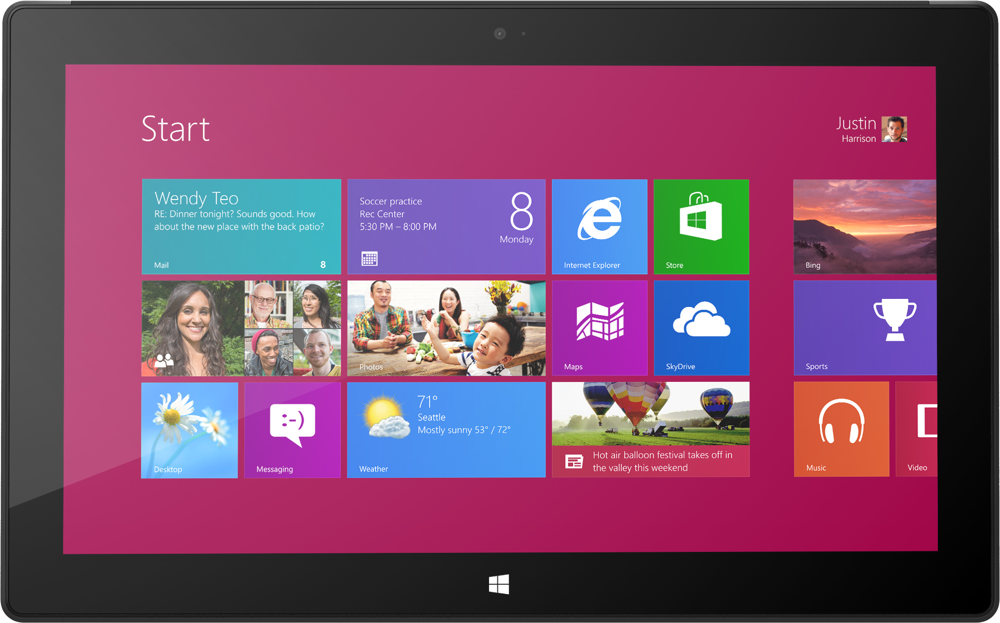 Start
Justin
Harrison
Wendy Teo
RE: Dinner tonight? Sounds good. How
about the new place with the back patio?
Mail
8
Soccer practice
Rec Center
5:30 PM – 8:00 PM
8
Monday
Internet Explorer
Store
Bing
Photos
Maps
SkyDrive
Sports
Desktop
:-)
Messaging
71°
Seattle
Mostly sunny 53° / 72°
Weather
Hot air balloon festival takes off in
the valley this weekend
Music
Video